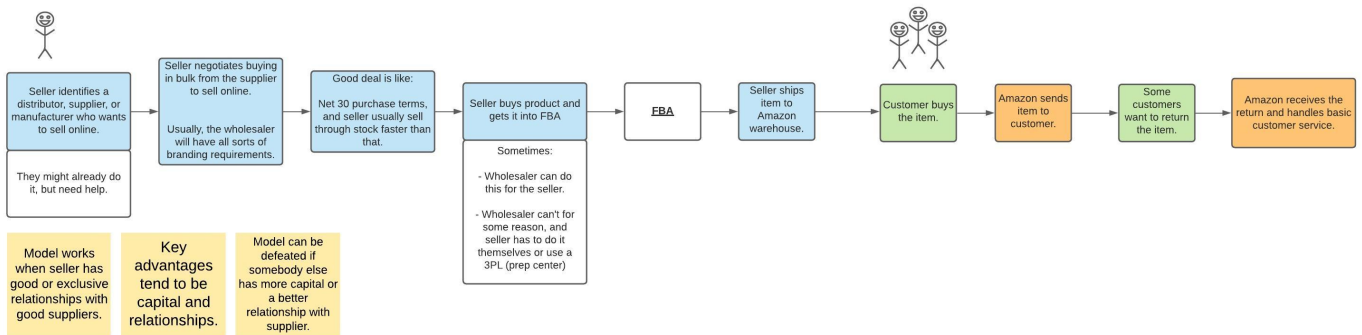 Seller identifies a
distributor, supplier, or
manufacturer who wants
to sell online.
They might already do
it, but need help.
Seller negotiates buying
in bulk from the supplier
to sell online.
Usually, the wholesaler
will have all sorts of
branding requirements.
Good deal is like:
Net 30 purchase terms,
and seller usually sell
through stock faster than
that.
Seller buys product and
gets it into FBA
Sometimes:
- Wholesaler can do
this for the seller.
- Wholesaler can't for
some reason, and
seller has to do it
themselves or use a
3PL (prep center)
FBA
Seller ships
item to
Amazon
warehouse.
Customer buys
the item.
Amazon sends
item to
customer.
Some
customers
want to return
the item.
Amazon receives the
return and handles basic
customer service.
Model works
when seller has
good or exclusive
relationships with
good suppliers.
Key
advantages
tend to be
capital and
relationships.
Model can be
defeated if
somebody else
has more capital or
a better
relationship with
supplier.